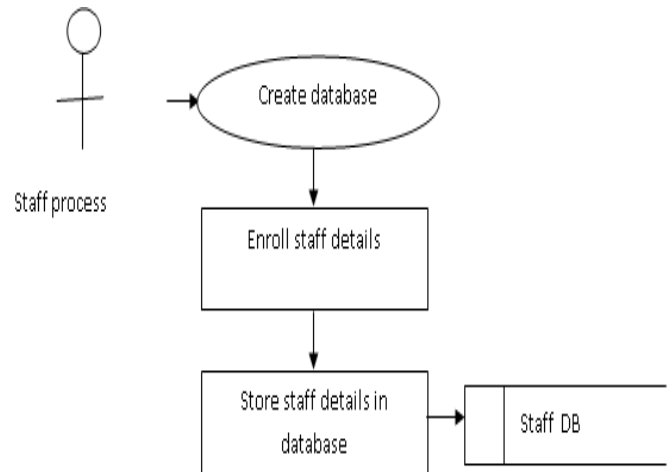 Create database
Staff process
Enroll staff details
Store staff details in
database
Staff DB